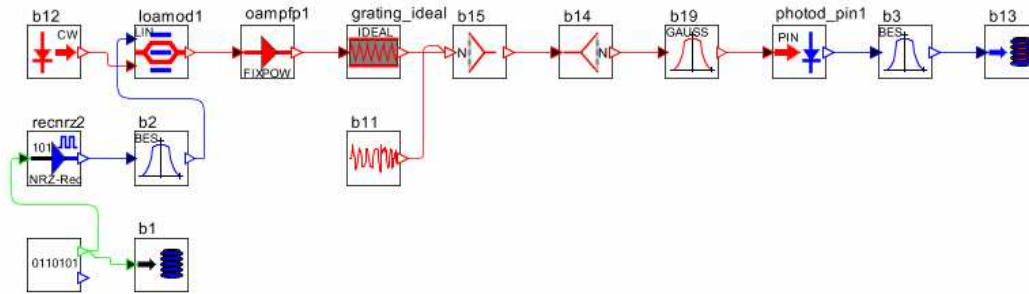 b12
loamod1
oampfp1
grating_ideal
b15
b14
b19
photod_pin1
b3
b13
CW
LIN
FIXPOW
IDEAL
N
N
GAUSS
PIN
BES
recnrz2
b2
b11
101
NRZ-Rec
BES
b1
0110101